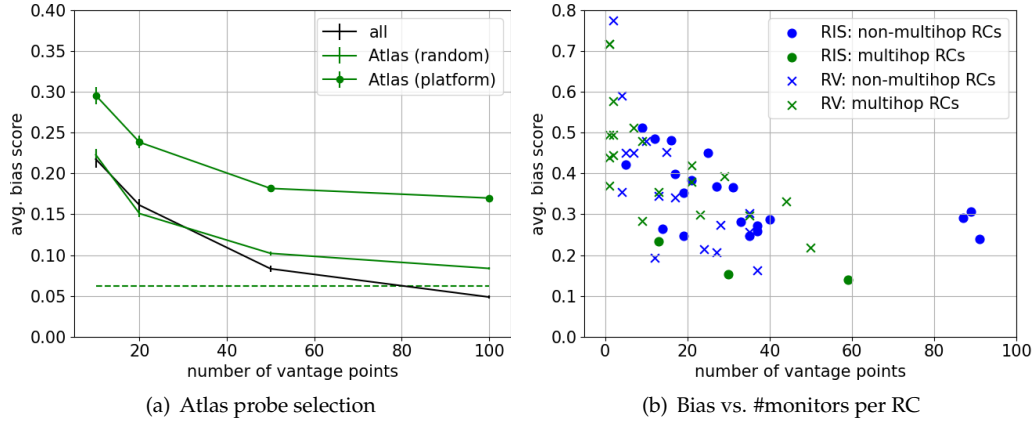 0.40
0.35
0.30
0.25
0.20
0.15
0.10
0.05
0.00
avg. bias score
all
Atlas (random)
Atlas (platform)
20 40 60 80 100
number of vantage points
(a) Atlas probe selection
0.8
0.7
0.6
0.5
0.4
0.3
0.2
0.1
avg. bias score
RIS: non-multihop RCs
RIS: multihop RCs
RV: non-multihop RCs
RV: multihop RCs
0 20 40 60 80 100
number of vantage points
(b) Bias vs. #monitors per RC